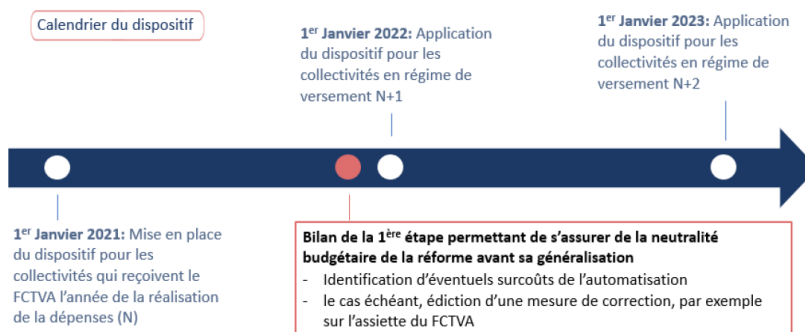 Calendrier du dispositif
1er Janvier 2022: Application
du dispositif pour les
collectivités en régime de
versement N+1
1er Janvier 2023: Application
du dispositif pour les
collectivités en régime de
versement N+2
1er Janvier 2021: Mise en place
du dispositif pour les
collectivités qui reçoivent le
FCTVA l’année de la réalisation
de la dépenses (N)
Bilan de la 1ère étape permettant de s’assurer de la neutralité
budgétaire de la réforme avant sa généralisation
- Identification d’éventuels surcoûts de l’automatisation
- le cas échéant, édiction d’une mesure de correction, par exemple
sur l’assiette du FCTVA